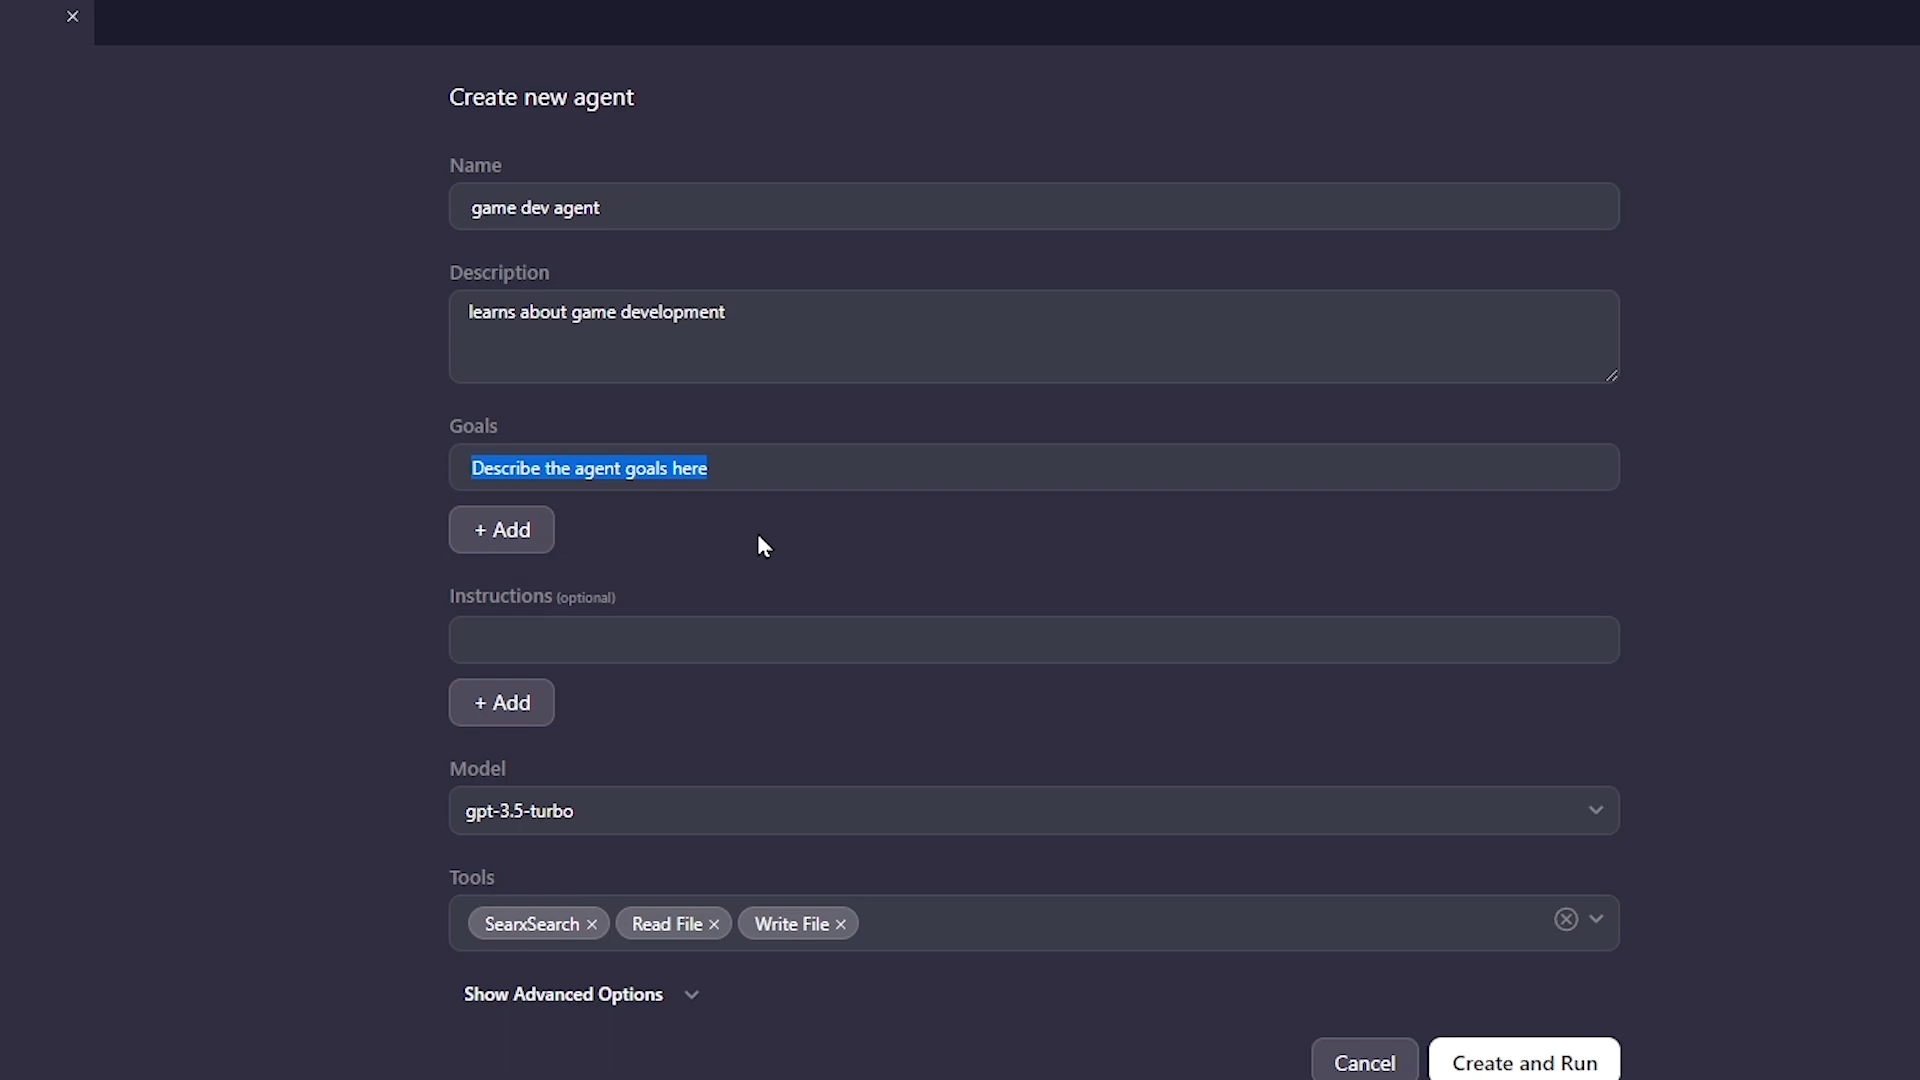 Create new agent
Name
game dev agent
Description
learns about game development
Goals
Describe the agent goals here
+ Add
Instructions (optional)
+ Add
Model
gpt-3.5-turbo
Tools
SearxSearch × Read File × Write File ×
Show Advanced Options
Cancel Create and Run